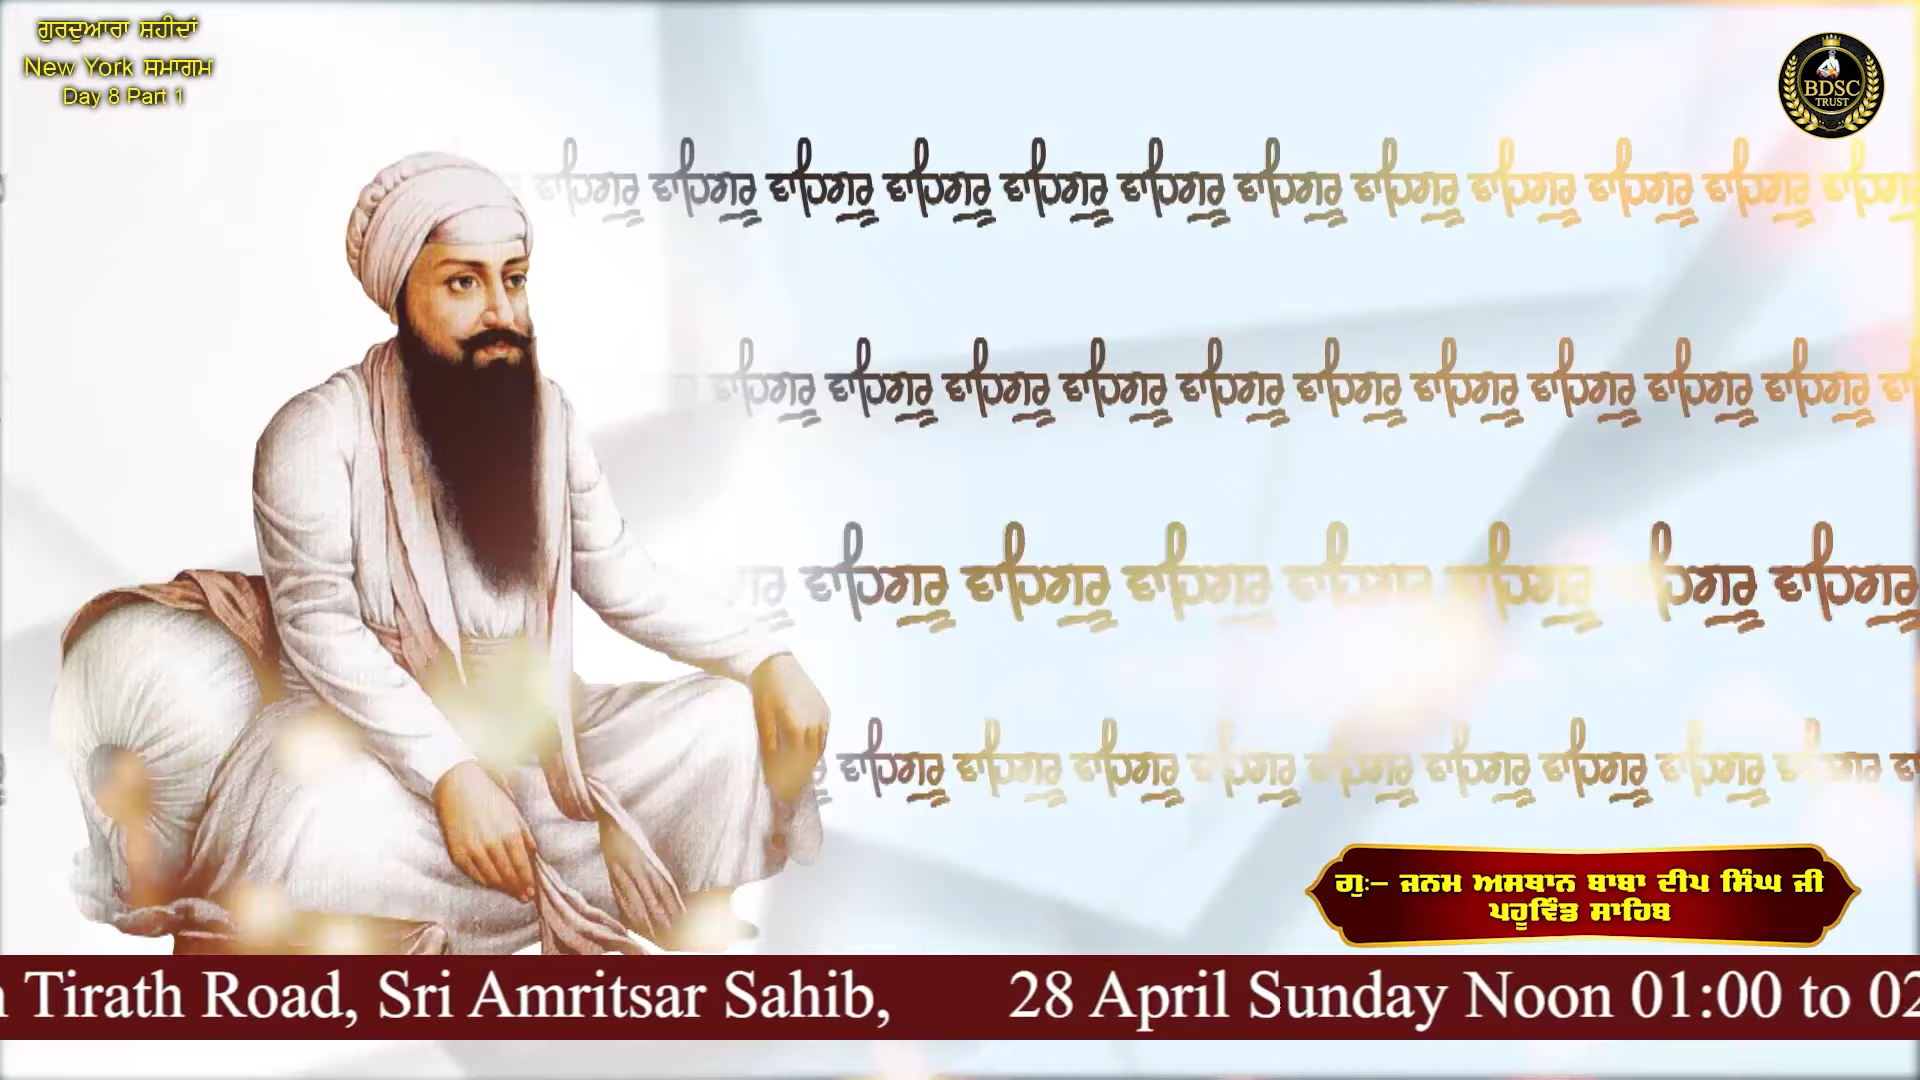 ਗੁਰਦੁਆਰਾ ਸ਼ਹੀਦਾਂ
New York ਸਮਾਗਮ
Day 8 Part 1
BDSC
TRUST
ਵਾਹਿਗੁਰੂ ਵਾਹਿਗੁਰੂ ਵਾਹਿਗੁਰੂ ਵਾਹਿਗੁਰੂ ਵਾਹਿਗੁਰੂ ਵਾਹਿਗੁਰੂ ਵਾਹਿਗੁਰੂ ਵਾਹਿਗੁਰੂ ਵਾਹਿਗੁਰੂ ਵਾਹਿਗੁਰੂ ਵਾਹਿਗੁਰੂ
ਵਾਹਿਗੁਰੂ ਵਾਹਿਗੁਰੂ ਵਾਹਿਗੁਰੂ ਵਾਹਿਗੁਰੂ ਵਾਹਿਗੁਰੂ ਵਾਹਿਗੁਰੂ ਵਾਹਿਗੁਰੂ ਵਾਹਿਗੁਰੂ ਵਾਹਿਗੁਰੂ ਵਾਹਿਗੁਰੂ
ਵਾਹਿਗੁਰੂ ਵਾਹਿਗੁਰੂ ਵਾਹਿਗੁਰੂ ਵਾਹਿਗੁਰੂ ਵਾਹਿਗੁਰੂ ਵਾਹਿਗੁਰੂ
ਵਾਹਿਗੁਰੂ ਵਾਹਿਗੁਰੂ ਵਾਹਿਗੁਰੂ ਵਾਹਿਗੁਰੂ ਵਾਹਿਗੁਰੂ ਵਾਹਿਗੁਰੂ ਵਾਹਿਗੁਰੂ ਵਾਹਿਗੁਰੂ ਵਾਹਿਗੁਰੂ
ਗੁਃ– ਜਨਮ ਅਸਥਾਨ ਬਾਬਾ ਦੀਪ ਸਿੰਘ ਜੀ
ਪਹੂਵਿੰਡ ਸਾਹਿਬ
Tirath Road, Sri Amritsar Sahib, 28 April Sunday Noon 01:00 to 02